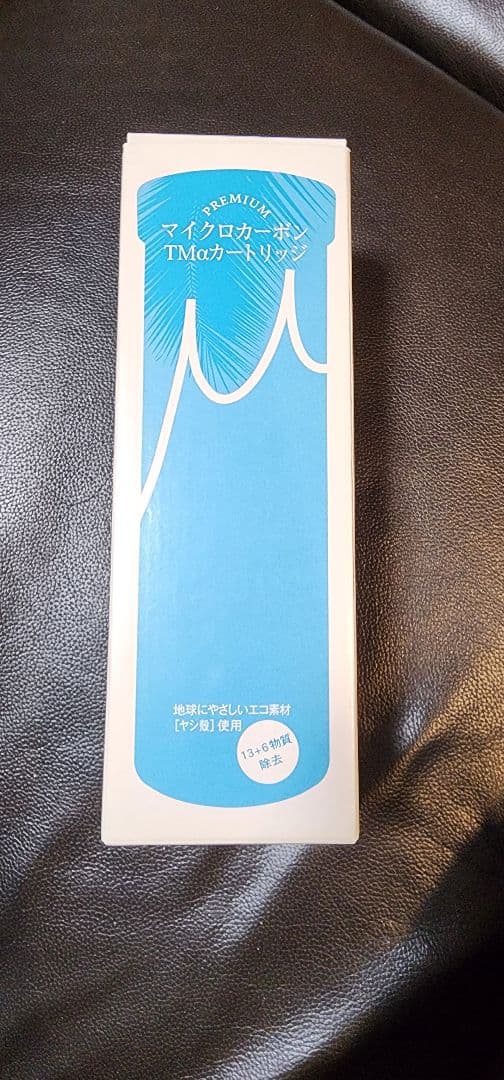 PREMIUM
マイクロカーボン
TMαカートリッジ
μ
地球にやさしいエコ素材
[ヤシ殻]使用
13+6物質
除去